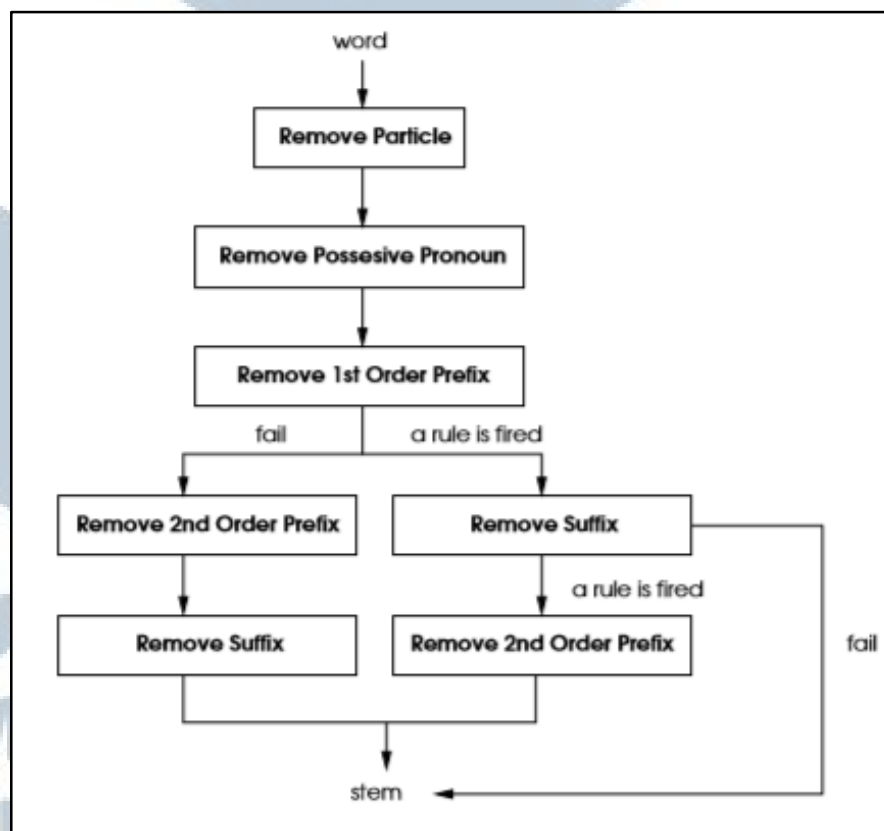 word
Remove Particle
Remove Possesive Pronoun
Remove 1st Order Prefix
fail a rule is fired
Remove 2nd Order Prefix Remove Suffix
a rule is fired
Remove Suffix Remove 2nd Order Prefix fail
stem